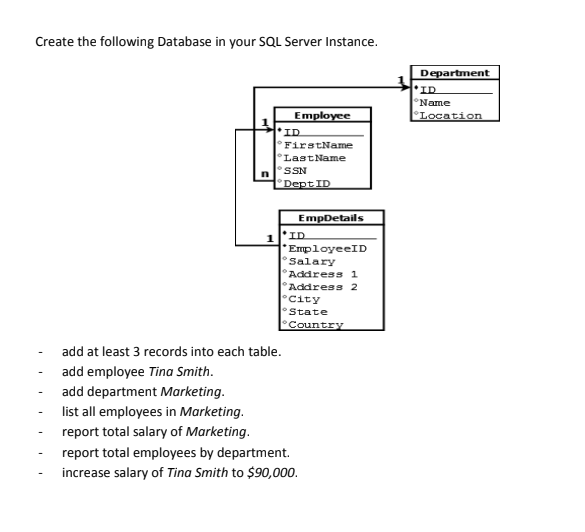 Create the following Database in your SQL Server Instance.
Department
1
ID
Name
Location
Employee
1
ID
FirstName
LastName
SSN
n
DeptID
EmpDetails
1
ID
EmployeeID
Salary
Address 1
Address 2
City
State
Country
- add at least 3 records into each table.
- add employee Tina Smith.
- add department Marketing.
- list all employees in Marketing.
- report total salary of Marketing.
- report total employees by department.
- increase salary of Tina Smith to $90,000.